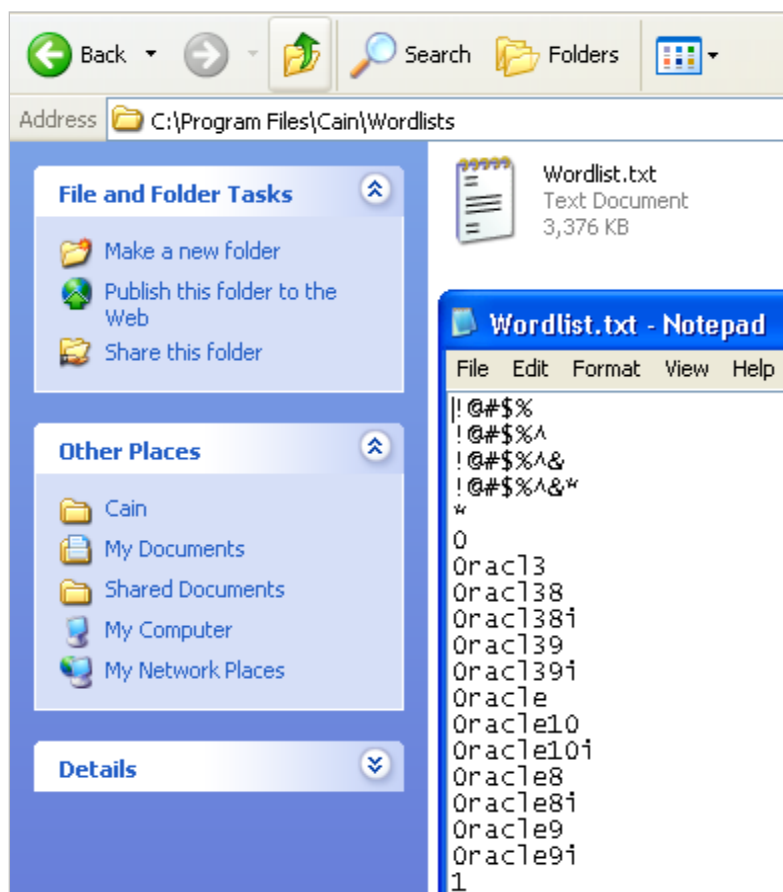 Back
Search
Folders
Address C:\Program Files\Cain\Wordlists
File and Folder Tasks
Make a new folder
Publish this folder to the
Web
Share this folder
Other Places
Cain
My Documents
Shared Documents
My Computer
My Network Places
Details
Wordlist.txt
Text Document
3,376 KB
Wordlist.txt - Notepad
File Edit Format View Help
!@#$%
!@#$%^
!@#$%^&
!@#$%^&*
*
0
0racl3
0racl38
0racl38i
0racl39
0racl39i
0racle
0racle10
0racle10i
0racle8
0racle8i
0racle9
0racle9i
1